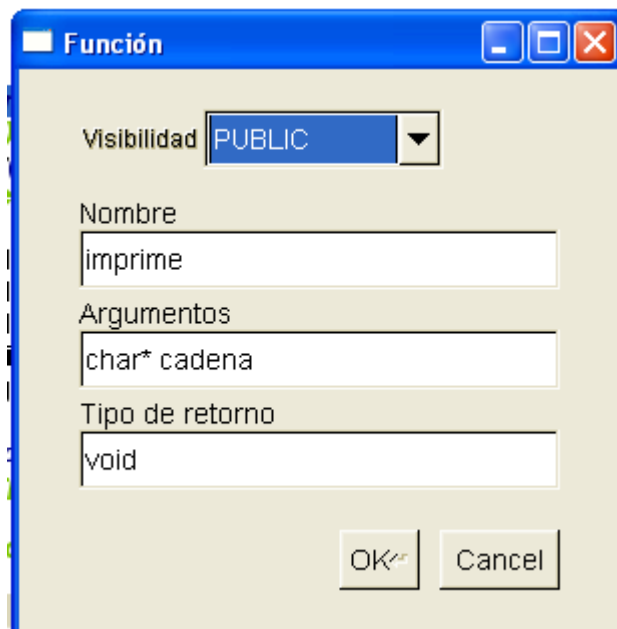 Función
Visibilidad PUBLIC
Nombre
imprime
Argumentos
char* cadena
Tipo de retorno
void
OK Cancel